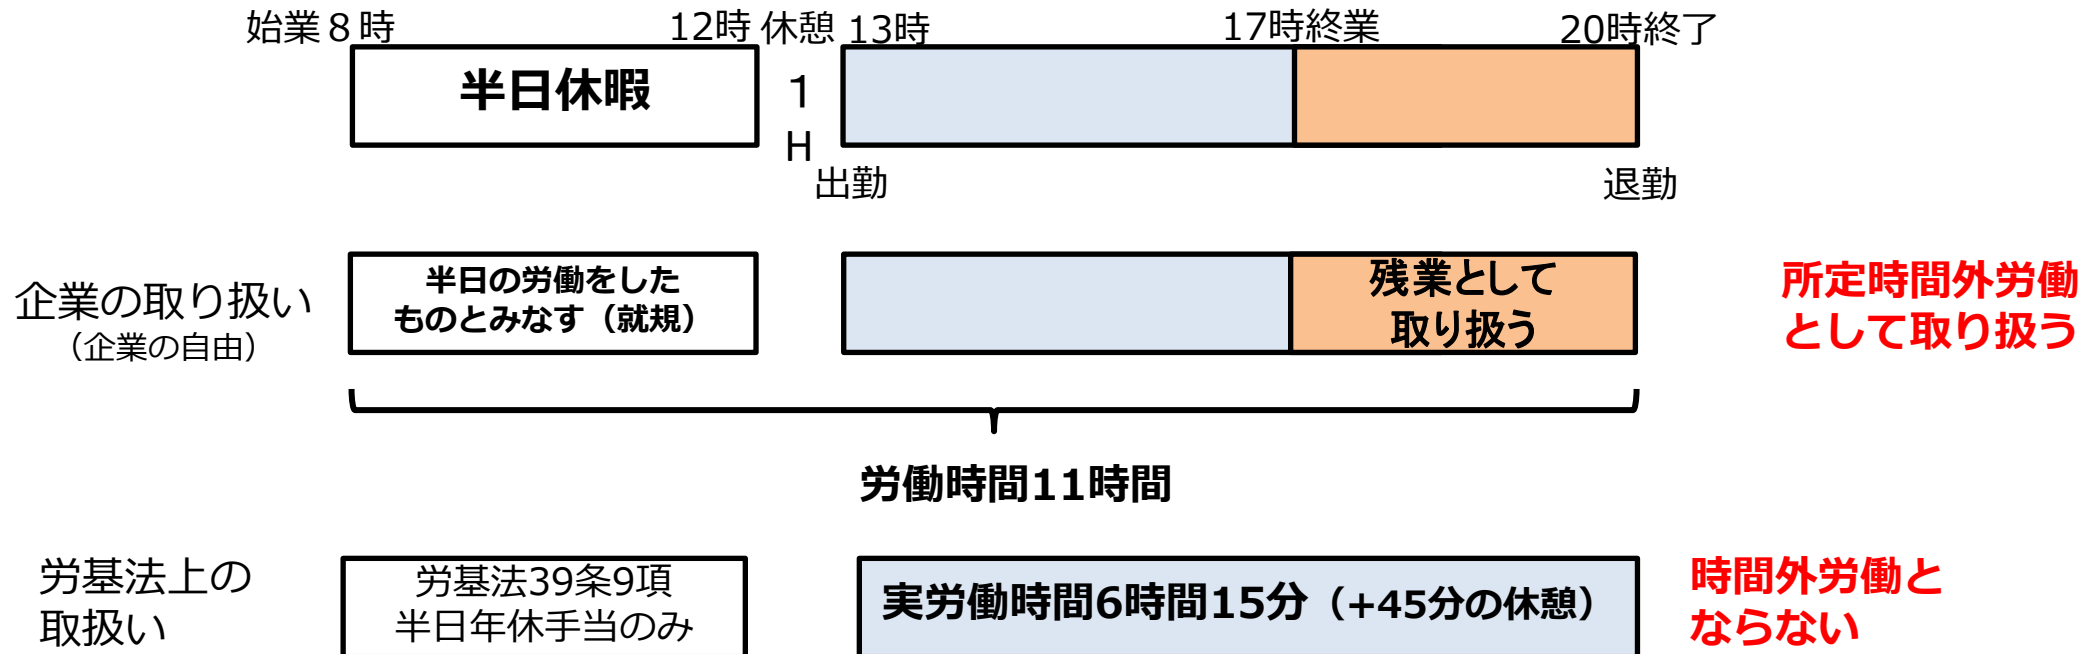 始業８時
12時 休憩 13時
17時終業
20時終了
半日休暇
１
H
出勤
退勤
企業の取り扱い
（企業の自由）
半日の労働をした
ものとみなす（就規）
残業として
取り扱う
所定時間外労働
として取り扱う
労働時間11時間
労基法上の
取扱い
労基法39条9項
半日年休手当のみ
実労働時間6時間15分（+45分の休憩）
時間外労働と
ならない